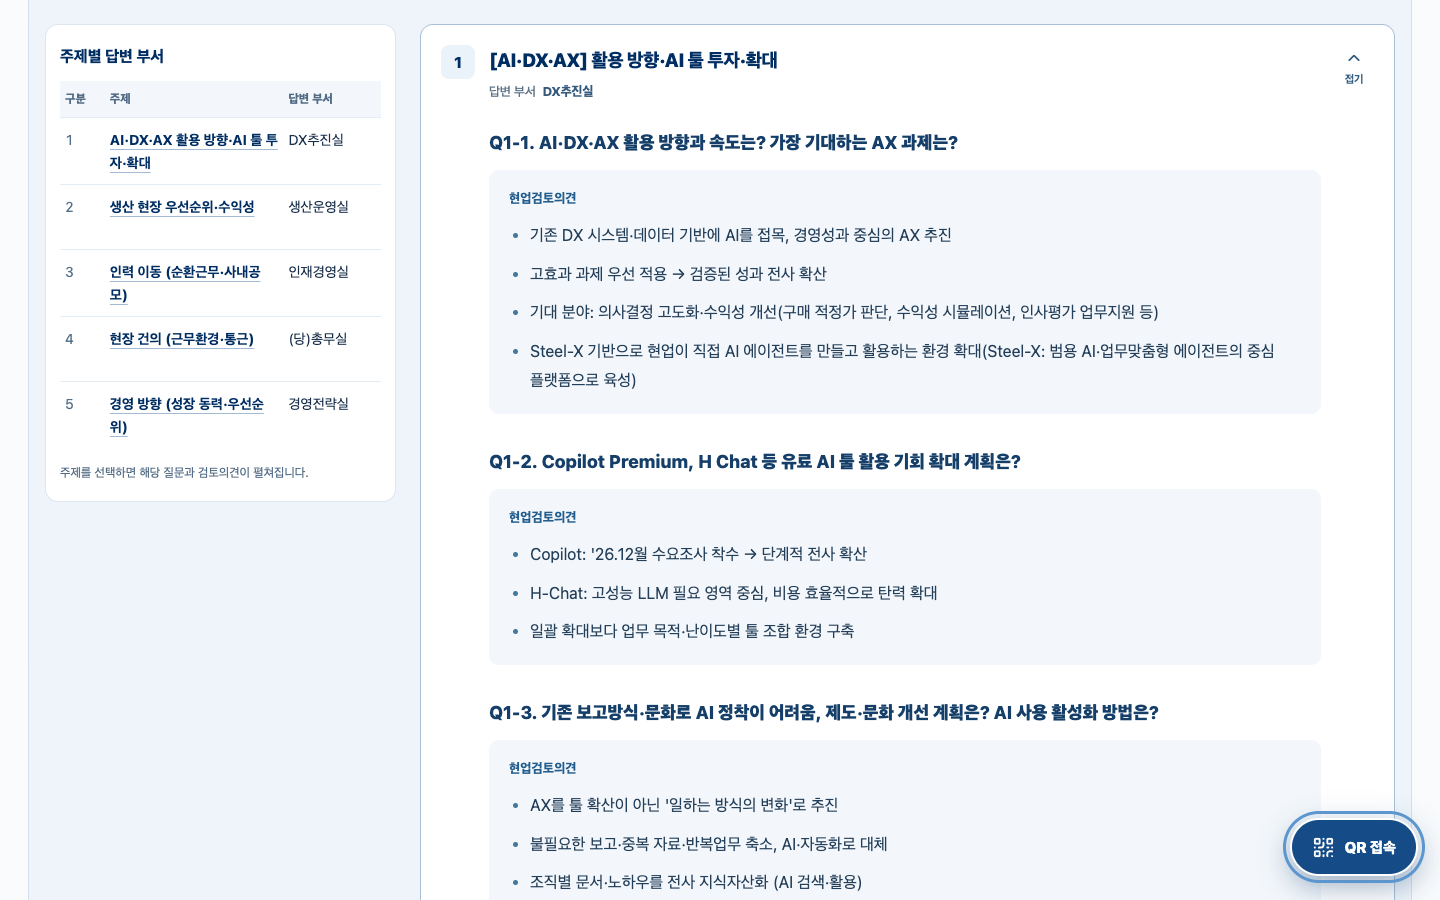 주제별 답변 부서
구분 주제 답변 부서
1 AI·DX·AX 활용 방향·AI 툴 투 DX추진실
자·확대
2 생산 현장 우선순위·수익성 생산운영실
3 인력 이동 (순환근무·사내공 인재경영실
모)
4 현장 건의 (근무환경·통근) (당)총무실
5 경영 방향 (성장 동력·우선순 경영전략실
위)
주제를 선택하면 해당 질문과 검토의견이 펼쳐집니다.
1 [AI·DX·AX] 활용 방향·AI 툴 투자·확대
답변 부서 DX추진실
접기
Q1-1. AI·DX·AX 활용 방향과 속도는? 가장 기대하는 AX 과제는?
현업검토의견
• 기존 DX 시스템·데이터 기반에 AI를 접목, 경영성과 중심의 AX 추진
• 고효과 과제 우선 적용 → 검증된 성과 전사 확산
• 기대 분야: 의사결정 고도화·수익성 개선(구매 적정가 판단, 수익성 시뮬레이션, 인사평가 업무지원 등)
• Steel-X 기반으로 현업이 직접 AI 에이전트를 만들고 활용하는 환경 확대(Steel-X: 범용 AI·업무맞춤형 에이전트의 중심
플랫폼으로 육성)
Q1-2. Copilot Premium, H Chat 등 유료 AI 툴 활용 기회 확대 계획은?
현업검토의견
• Copilot: '26.12월 수요조사 착수 → 단계적 전사 확산
• H-Chat: 고성능 LLM 필요 영역 중심, 비용 효율적으로 탄력 확대
• 일괄 확대보다 업무 목적·난이도별 툴 조합 환경 구축
Q1-3. 기존 보고방식·문화로 AI 정착이 어려움, 제도·문화 개선 계획은? AI 사용 활성화 방법은?
현업검토의견
• AX를 툴 확산이 아닌 '일하는 방식의 변화'로 추진
• 불필요한 보고·중복 자료·반복업무 축소, AI·자동화로 대체
• 조직별 문서·노하우를 전사 지식자산화 (AI 검색·활용)
QR 접속